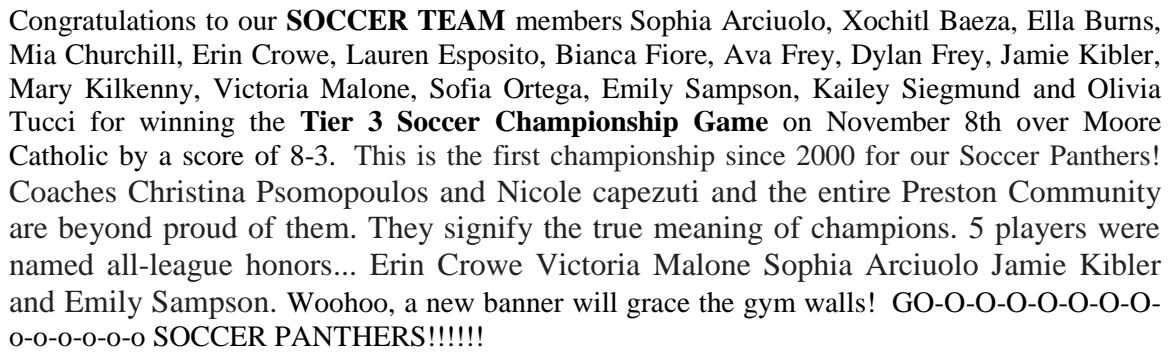 Congratulations to our SOCCER TEAM members Sophia Arciuolo, Xochitl Baeza, Ella Burns,
Mia Churchill, Erin Crowe, Lauren Esposito, Bianca Fiore, Ava Frey, Dylan Frey, Jamie Kibler,
Mary Kilkenny, Victoria Malone, Sofia Ortega, Emily Sampson, Kailey Siegmund and Olivia
Tucci for winning the Tier 3 Soccer Championship Game on November 8th over Moore
Catholic by a score of 8-3. This is the first championship since 2000 for our Soccer Panthers!
Coaches Christina Psomopoulos and Nicole capezuti and the entire Preston Community
are beyond proud of them. They signify the true meaning of champions. 5 players were
named all-league honors... Erin Crowe Victoria Malone Sophia Arciuolo Jamie Kibler
and Emily Sampson. Woohoo, a new banner will grace the gym walls! GO-O-O-O-O-O-O-O-
o-o-o-o-o-o SOCCER PANTHERS!!!!!!